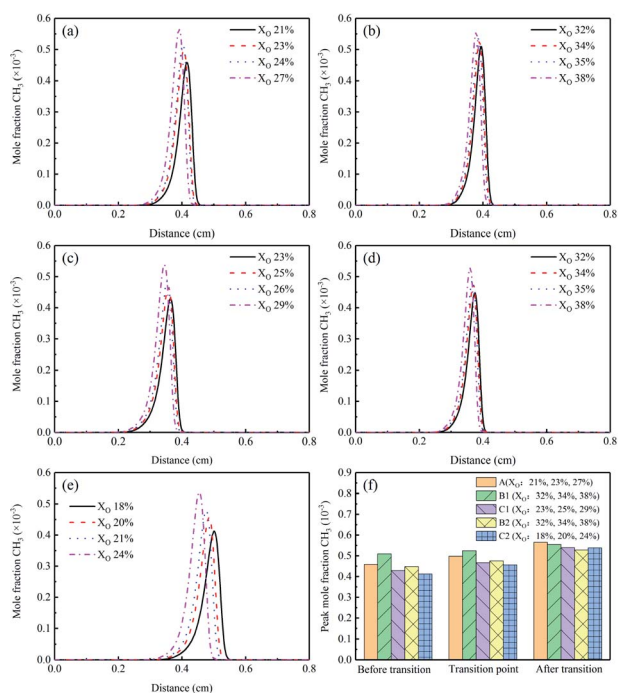 (a)
X_O 21%
X_O 23%
X_O 24%
X_O 27%
Mole fraction CH₃ (×10⁻³)
0.6
0.5
0.4
0.3
0.2
0.1
0.0
0.0 0.2 0.4 0.6 0.8
Distance (cm)
(b)
X_O 32%
X_O 34%
X_O 35%
X_O 38%
Mole fraction CH₃ (×10⁻³)
0.6
0.5
0.4
0.3
0.2
0.1
0.0
0.0 0.2 0.4 0.6 0.8
Distance (cm)
(c)
X_O 23%
X_O 25%
X_O 26%
X_O 29%
Mole fraction CH₃ (×10⁻³)
0.6
0.5
0.4
0.3
0.2
0.1
0.0
0.0 0.2 0.4 0.6 0.8
Distance (cm)
(d)
X_O 32%
X_O 34%
X_O 35%
X_O 38%
Mole fraction CH₃ (×10⁻³)
0.6
0.5
0.4
0.3
0.2
0.1
0.0
0.0 0.2 0.4 0.6 0.8
Distance (cm)
(e)
X_O 18%
X_O 20%
X_O 21%
X_O 24%
Mole fraction CH₃ (×10⁻³)
0.6
0.5
0.4
0.3
0.2
0.1
0.0
0.0 0.2 0.4 0.6 0.8
Distance (cm)
(f)
A(X_O: 21%, 23%, 27%)
B1 (X_O: 32%, 34%, 38%)
C1 (X_O: 23%, 25%, 29%)
B2 (X_O: 32%, 34%, 38%)
C2 (X_O: 18%, 20%, 24%)
Peak mole fraction CH₃ (10⁻³)
0.9
0.8
0.7
0.6
0.5
0.4
0.3
0.2
0.1
0.0
Before transition Transition point After transition